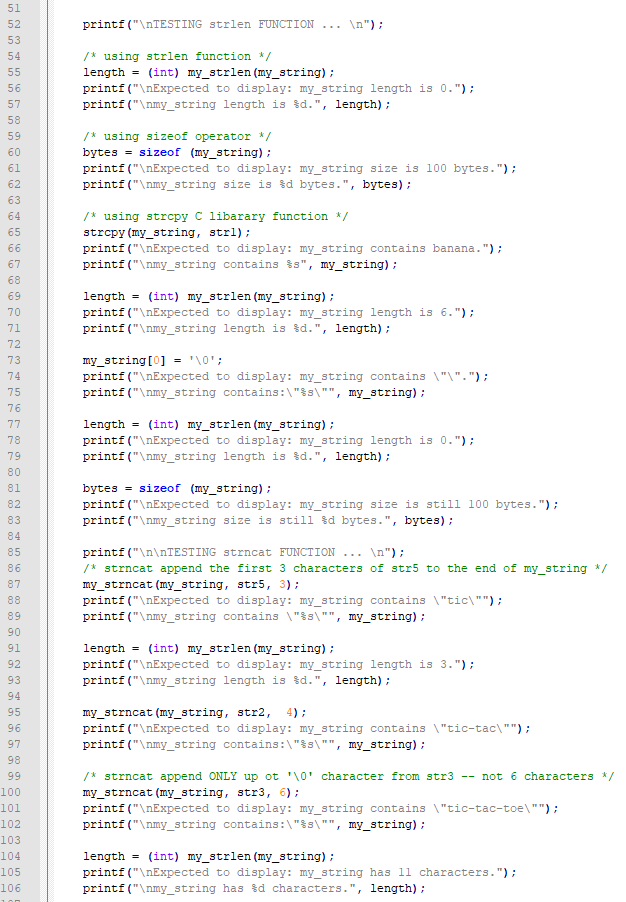 51
52 printf("\nTESTING strlen FUNCTION ... \n");
53
54 /* using strlen function */
55 length = (int) my_strlen(my_string);
56 printf("\nExpected to display: my_string length is 0.");
57 printf("\nmy_string length is %d.", length);
58
59 /* using sizeof operator */
60 bytes = sizeof (my_string);
61 printf("\nExpected to display: my_string size is 100 bytes.");
62 printf("\nmy_string size is %d bytes.", bytes);
63
64 /* using strcpy C libarary function */
65 strcpy(my_string, str1);
66 printf("\nExpected to display: my_string contains banana.");
67 printf("\nmy_string contains %s", my_string);
68
69 length = (int) my_strlen(my_string);
70 printf("\nExpected to display: my_string length is 6.");
71 printf("\nmy_string length is %d.", length);
72
73 my_string[0] = '\0';
74 printf("\nExpected to display: my_string contains \"\".");
75 printf("\nmy_string contains:\"%s\"", my_string);
76
77 length = (int) my_strlen(my_string);
78 printf("\nExpected to display: my_string length is 0.");
79 printf("\nmy_string length is %d.", length);
80
81 bytes = sizeof (my_string);
82 printf("\nExpected to display: my_string size is still 100 bytes.");
83 printf("\nmy_string size is still %d bytes.", bytes);
84
85 printf("\n\nTESTING strncat FUNCTION ... \n");
86 /* strncat append the first 3 characters of str5 to the end of my_string */
87 my_strncat(my_string, str5, 3);
88 printf("\nExpected to display: my_string contains \"tic\"");
89 printf("\nmy_string contains \"%s\"", my_string);
90
91 length = (int) my_strlen(my_string);
92 printf("\nExpected to display: my_string length is 3.");
93 printf("\nmy_string length is %d.", length);
94
95 my_strncat(my_string, str2,  4);
96 printf("\nExpected to display: my_string contains \"tic-tac\"");
97 printf("\nmy_string contains:\"%s\"", my_string);
98
99 /* strncat append ONLY up ot '\0' character from str3 -- not 6 characters */
100 my_strncat(my_string, str3, 6);
101 printf("\nExpected to display: my_string contains \"tic-tac-toe\"");
102 printf("\nmy_string contains:\"%s\"", my_string);
103
104 length = (int) my_strlen(my_string);
105 printf("\nExpected to display: my_string has 11 characters.");
106 printf("\nmy_string has %d characters.", length);